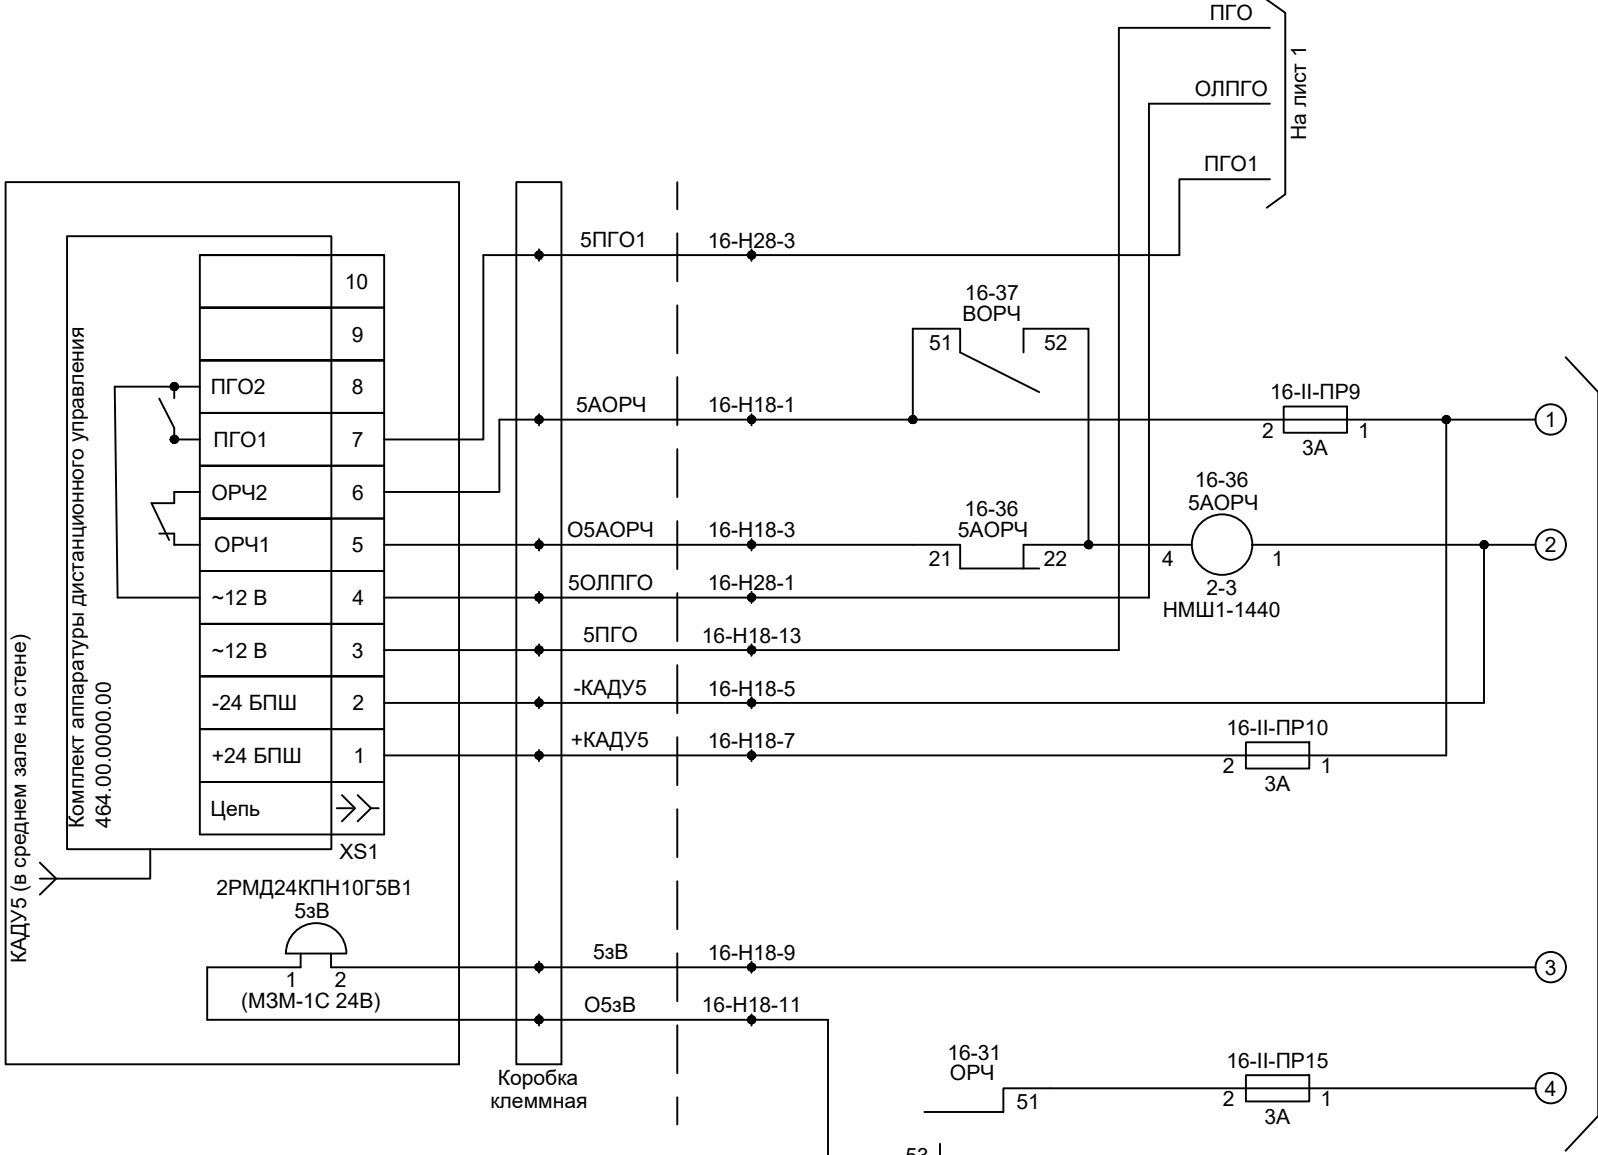 ПГО
ОЛПГО
ПГО1
На лист 1
КАДУ5 (в среднем зале на стене)
Комплект аппаратуры дистанционного управления
464.00.0000.00
10
9
ПГО2 8
ПГО1 7
ОРЧ2 6
ОРЧ1 5
~12 В 4
~12 В 3
-24 БПШ 2
+24 БПШ 1
Цепь
XS1
2РМД24КПН10Г5В1
5зВ
1 2
(МЗМ-1С 24В)
Коробка
клеммная
5ПГО1 16-Н28-3
16-37
ВОРЧ
51 52
5АОРЧ 16-Н18-1
16-II-ПР9
2 1
3А
1
О5АОРЧ 16-Н18-3
16-36
5АОРЧ
21 22
16-36
5АОРЧ
4 1
2-3
НМШ1-1440
2
5ОЛПГО 16-Н28-1
5ПГО 16-Н18-13
-КАДУ5 16-Н18-5
+КАДУ5 16-Н18-7
16-II-ПР10
2 1
3А
5зВ 16-Н18-9
3
О5зВ 16-Н18-11
16-31
ОРЧ
51
16-II-ПР15
2 1
3А
4
53